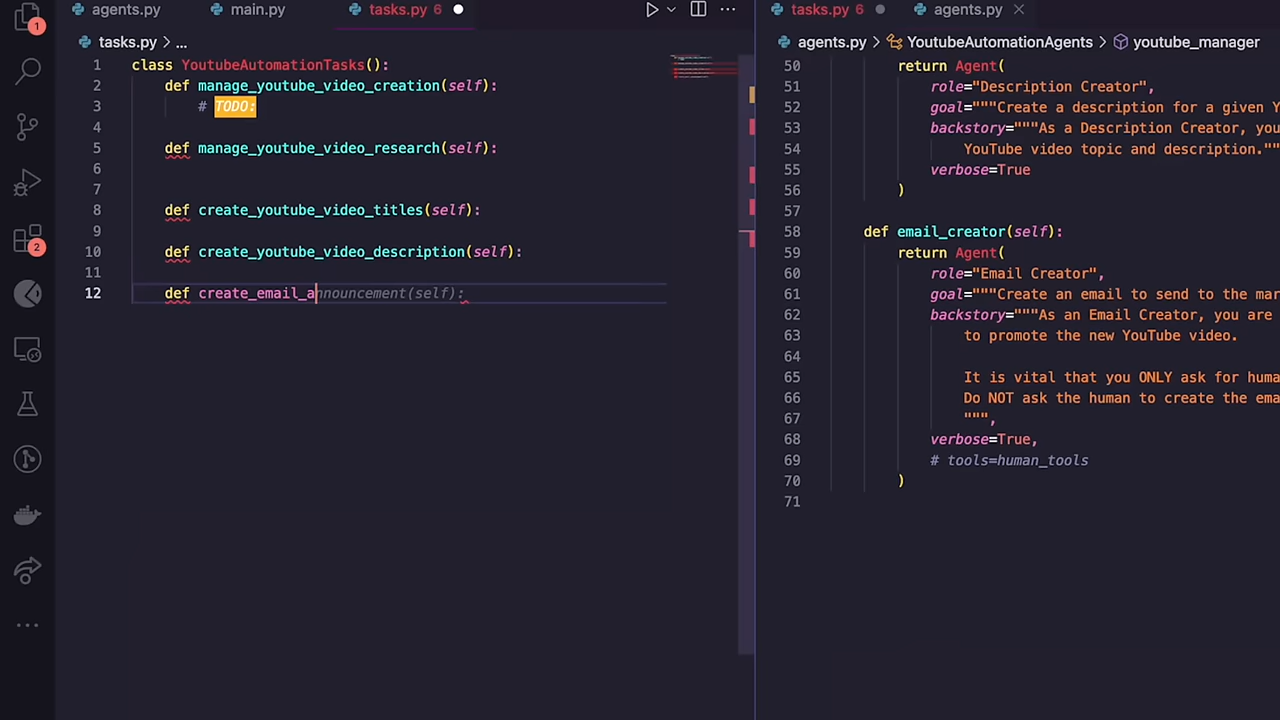 agents.py
main.py
tasks.py 6
tasks.py > ...
1 class YoutubeAutomationTasks():
2 def manage_youtube_video_creation(self):
3 # TODO:
4
5 def manage_youtube_video_research(self):
6
7
8 def create_youtube_video_titles(self):
9
10 def create_youtube_video_description(self):
11
12 def create_email_announcement(self):
1
2
tasks.py 6
agents.py
agents.py > YoutubeAutomationAgents > youtube_manager
50 return Agent(
51 role="Description Creator",
52 goal="""Create a description for a given Y
53 backstory="""As a Description Creator, you
54 YouTube video topic and description.""
55 verbose=True
56 )
57
58 def email_creator(self):
59 return Agent(
60 role="Email Creator",
61 goal="""Create an email to send to the mar
62 backstory="""As an Email Creator, you are
63 to promote the new YouTube video.
64
65 It is vital that you ONLY ask for huma
66 Do NOT ask the human to create the ema
67 """,
68 verbose=True,
69 # tools=human_tools
70 )
71